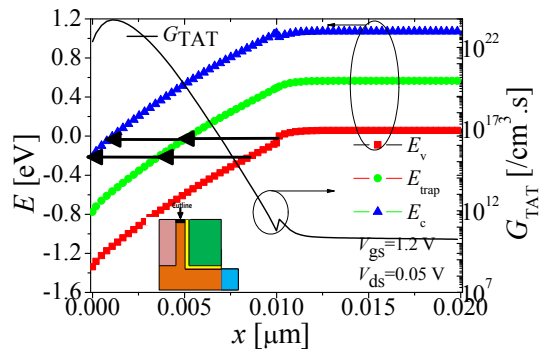 1.2
0.8
0.4
0.0
-0.4
-0.8
-1.2
-1.6
E [eV]
G_TAT
E_v
E_trap
E_c
V_gs=1.2 V
V_ds=0.05 V
cutline
10^22
10^17
10^12
10^7
G_TAT [/cm^3.s]
0.000 0.005 0.010 0.015 0.020
x [μm]